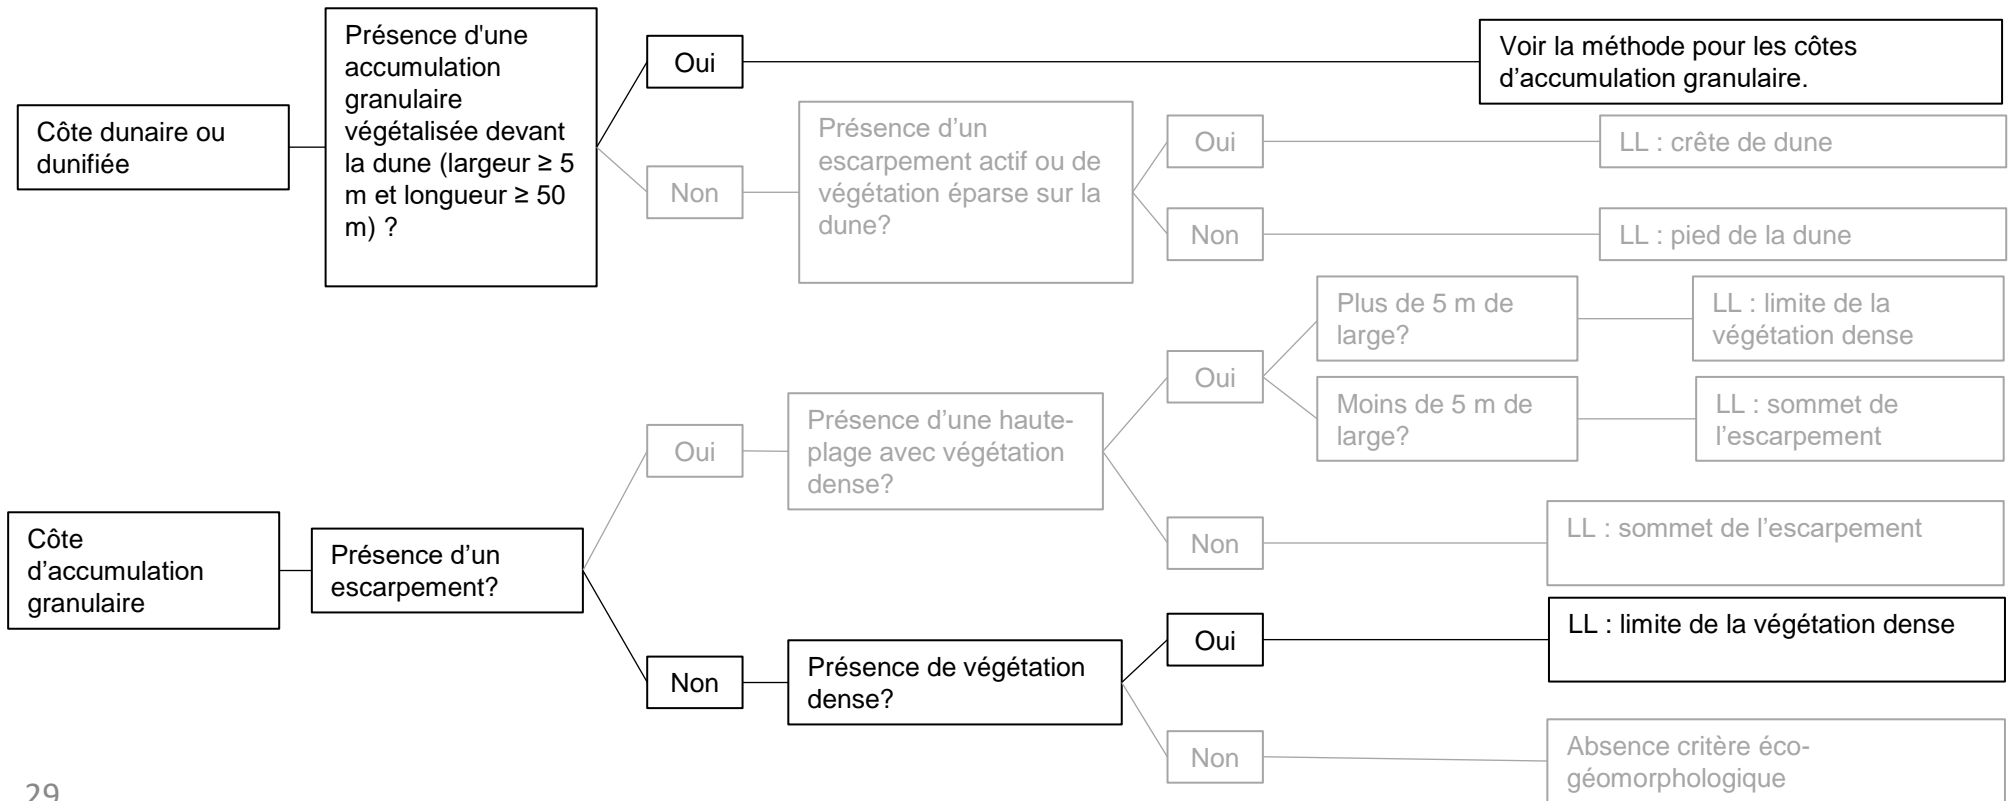 Côte dunaire ou
dunifiée
Présence d'une
accumulation
granulaire
végétalisée devant
la dune (largeur ≥ 5
m et longueur ≥ 50
m) ?
Oui
Voir la méthode pour les côtes
d’accumulation granulaire.
Non
Présence d’un
escarpement actif ou de
végétation éparse sur la
dune?
Oui
LL : crête de dune
Non
LL : pied de la dune
Côte
d’accumulation
granulaire
Présence d’un
escarpement?
Oui
Présence d’une haute-
plage avec végétation
dense?
Oui
Plus de 5 m de
large?
LL : limite de la
végétation dense
Moins de 5 m de
large?
LL : sommet de
l’escarpement
Non
LL : sommet de l’escarpement
Non
Présence de végétation
dense?
Oui
LL : limite de la végétation dense
Non
Absence critère éco-
géomorphologique
29